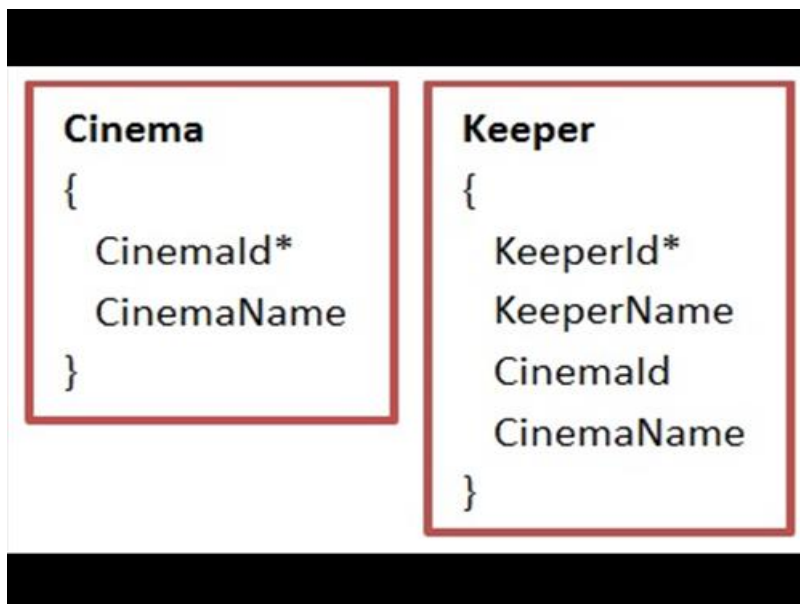 Cinema
{
CinemaId*
CinemaName
}
Keeper
{
KeeperId*
KeeperName
CinemaId
CinemaName
}